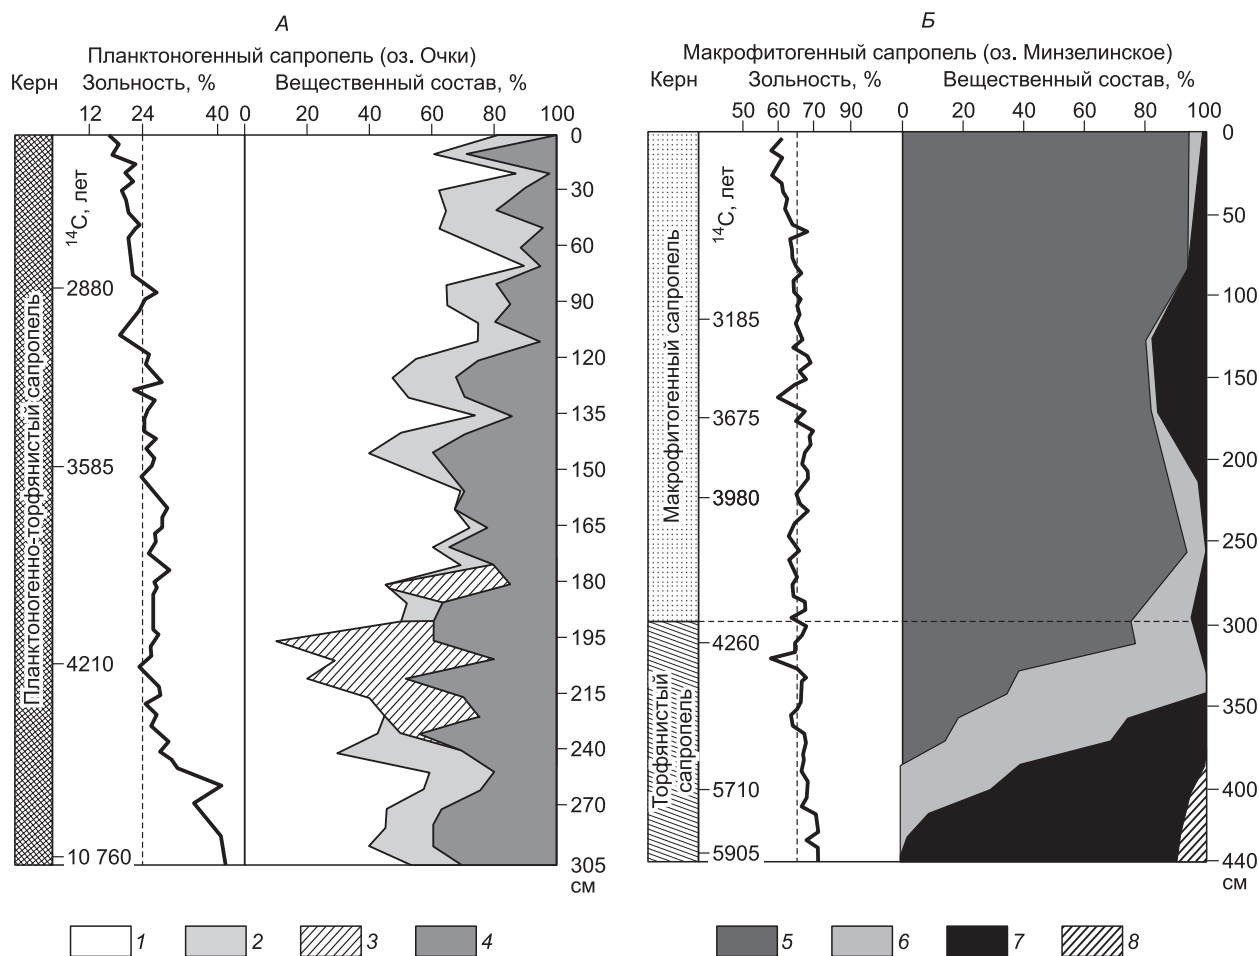 А
Планктоногенный сапропель (оз. Очки)
Керн Зольность, % Вещественный состав, %
12 24 40 0 20 40 60 80 100
0
30
60
90
120
135
150
165
180
195
215
240
270
305
см
Планктоногенно-торфянистый сапропель
¹⁴C, лет
2880
3585
4210
10 760
1 2 3 4
Б
Макрофитогенный сапропель (оз. Минзелинское)
Керн Зольность, % Вещественный состав, %
50 60 70 90 0 20 40 60 80 100
0
50
100
150
200
250
300
350
400
440
см
Макрофитогенный сапропель
Торфянистый
сапропель
¹⁴C, лет
3185
3675
3980
4260
5710
5905
5 6 7 8